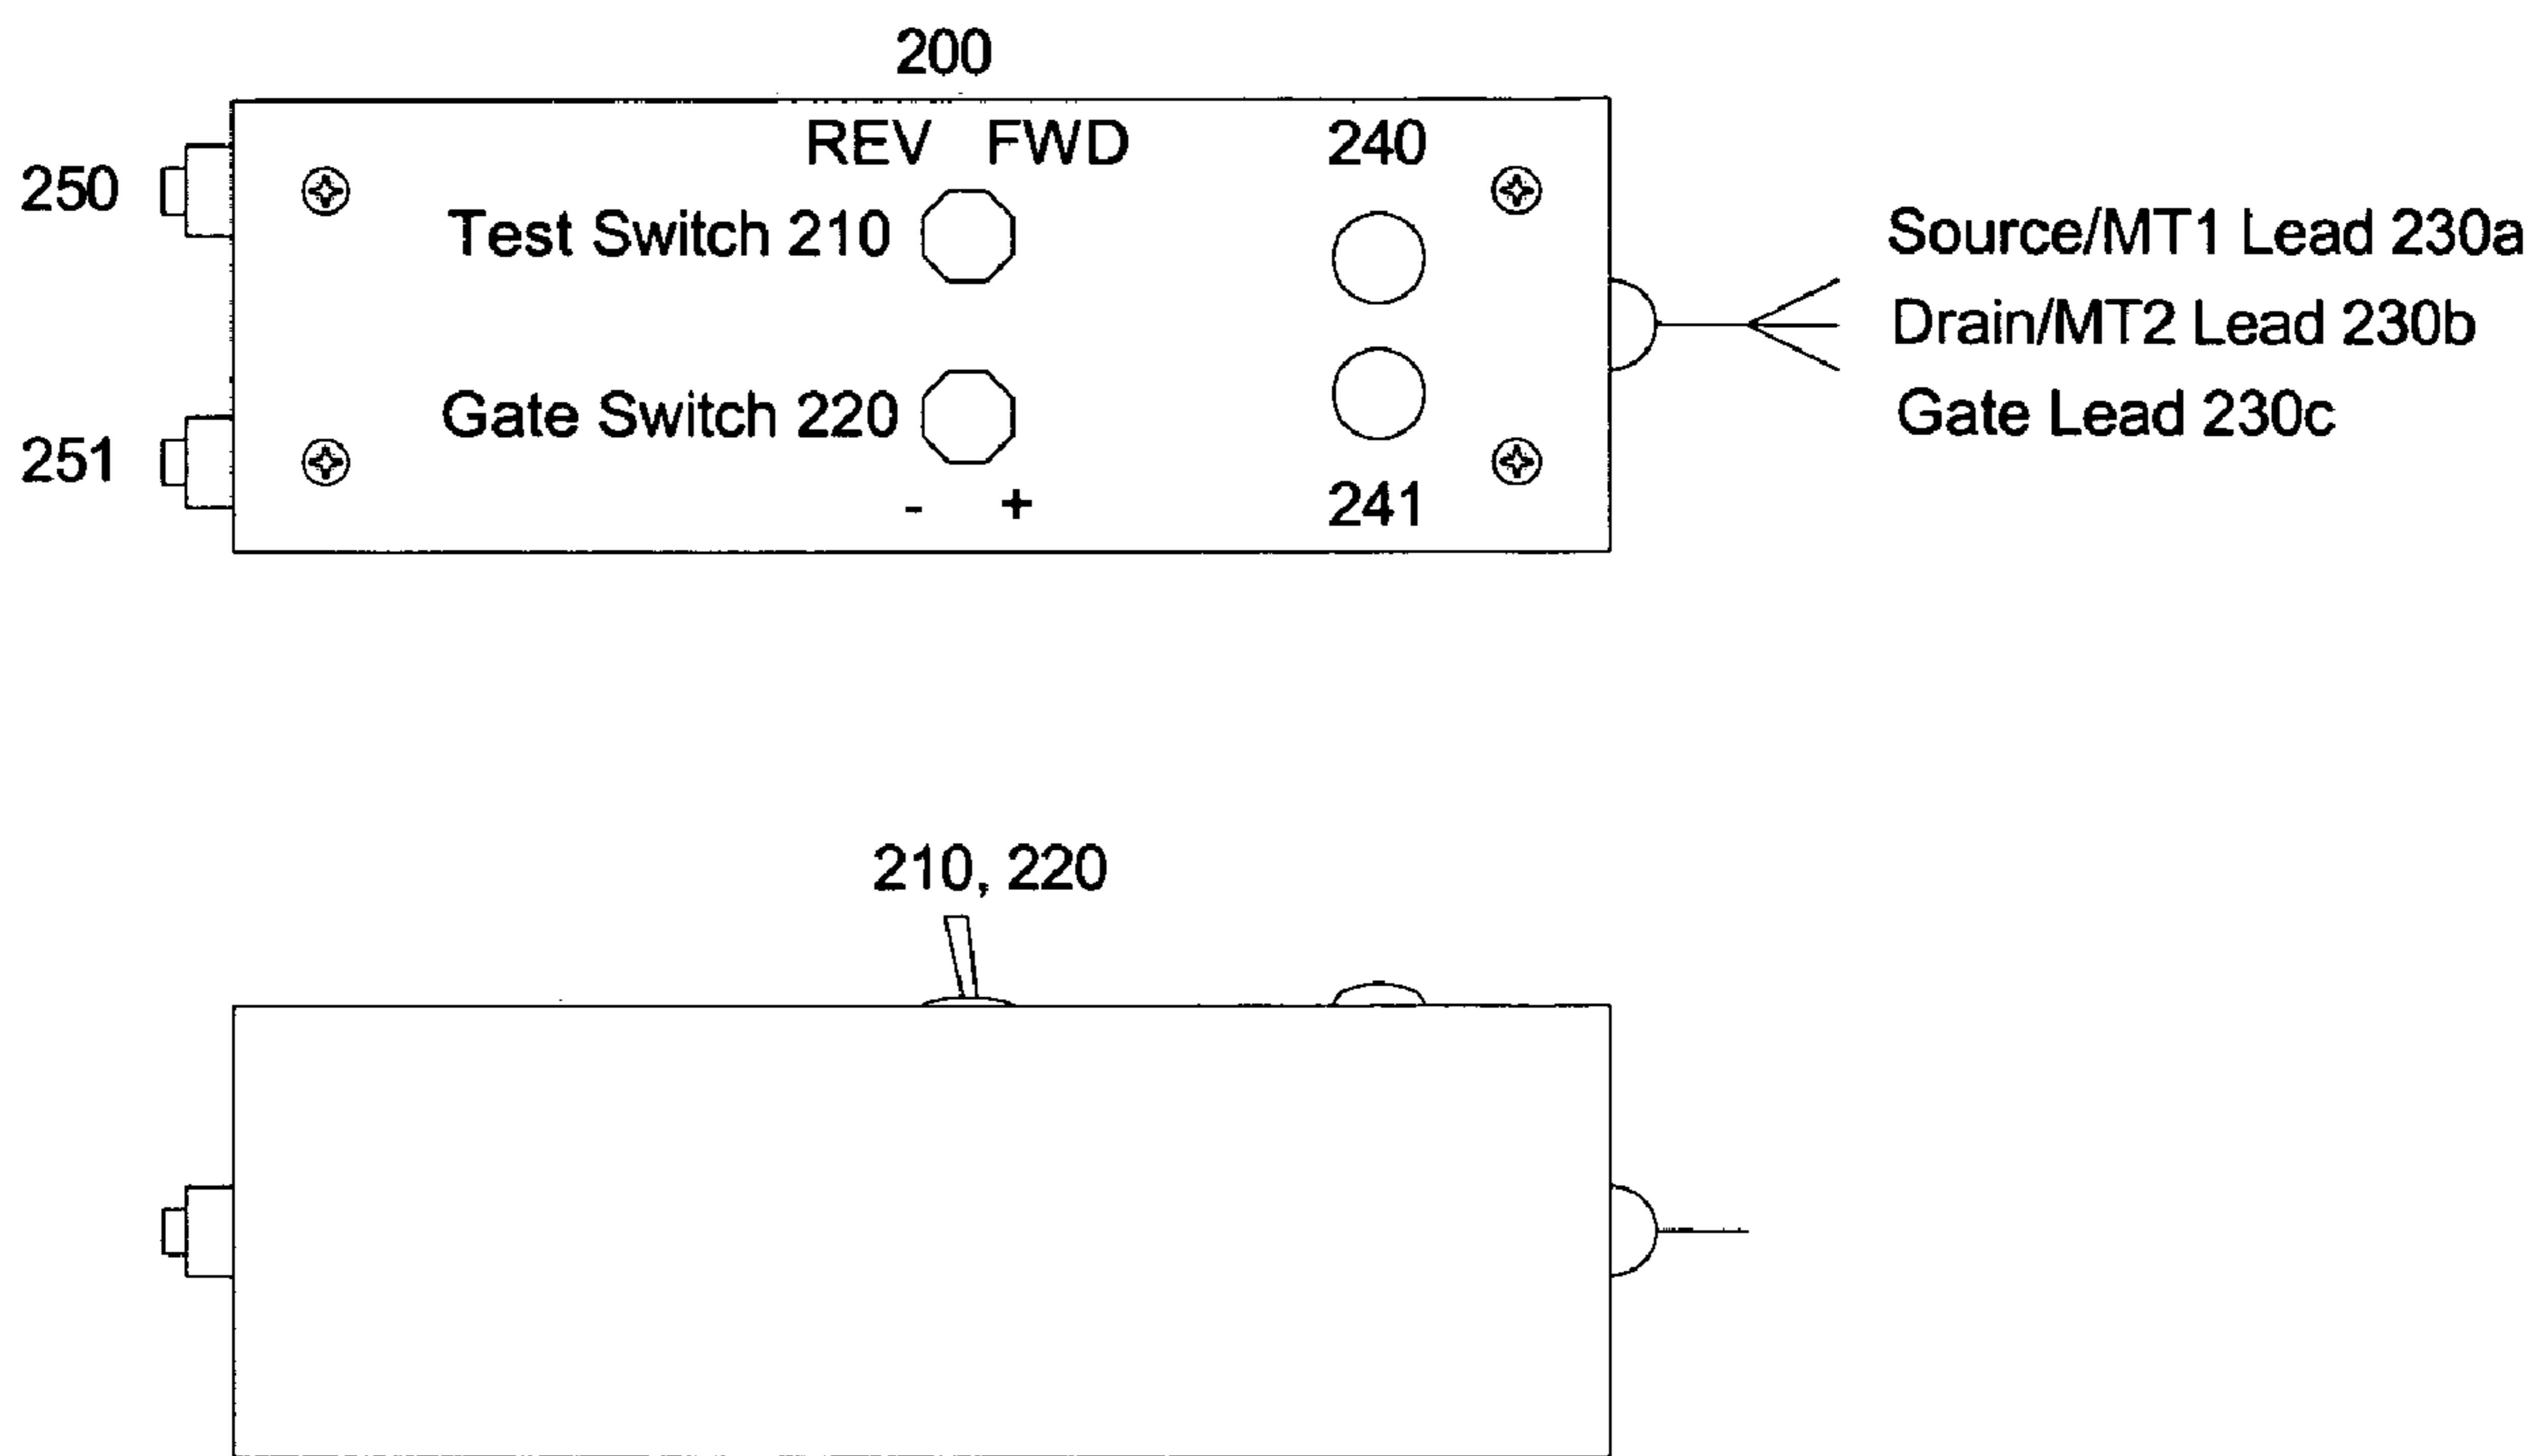 200
REV FWD
240
250
Test Switch 210
Source/MT1 Lead 230a
Drain/MT2 Lead 230b
Gate Switch 220
Gate Lead 230c
251
- +
241
210, 220